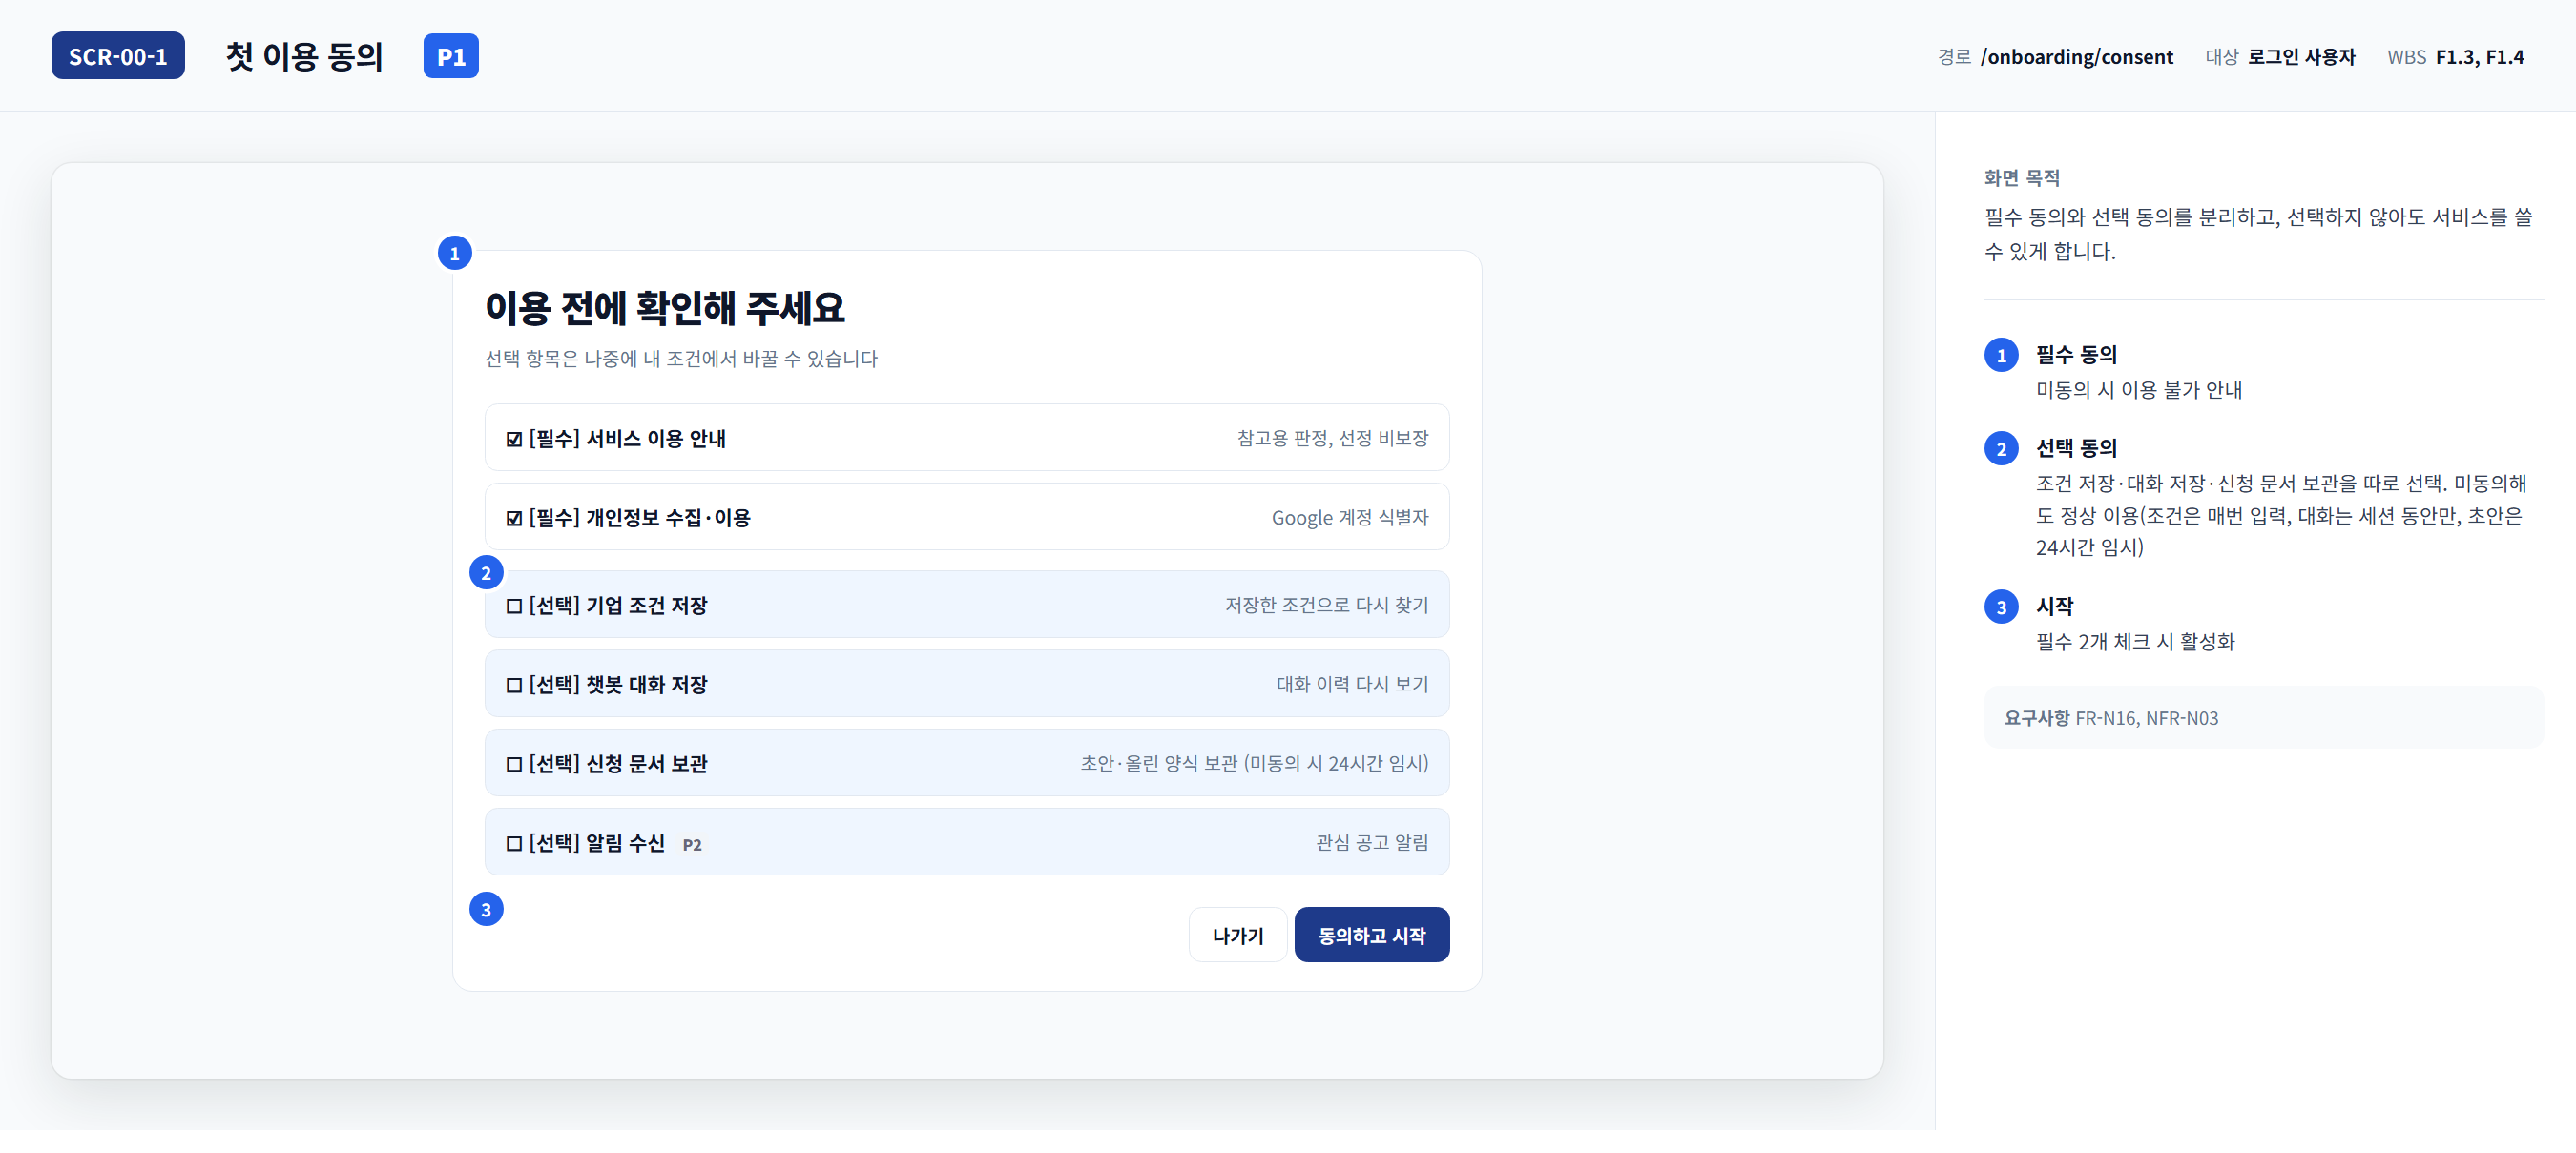 SCR-00-1 첫 이용 동의 P1
경로 /onboarding/consent 대상 로그인 사용자 WBS F1.3, F1.4
1
이용 전에 확인해 주세요
선택 항목은 나중에 내 조건에서 바꿀 수 있습니다
☑ [필수] 서비스 이용 안내 참고용 판정, 선정 비보장
☑ [필수] 개인정보 수집·이용 Google 계정 식별자
2
☐ [선택] 기업 조건 저장 저장한 조건으로 다시 찾기
☐ [선택] 챗봇 대화 저장 대화 이력 다시 보기
☐ [선택] 신청 문서 보관 초안·올린 양식 보관 (미동의 시 24시간 임시)
☐ [선택] 알림 수신 P2 관심 공고 알림
3
나가기 동의하고 시작
화면 목적
필수 동의와 선택 동의를 분리하고, 선택하지 않아도 서비스를 쓸
수 있게 합니다.
1 필수 동의
미동의 시 이용 불가 안내
2 선택 동의
조건 저장·대화 저장·신청 문서 보관을 따로 선택. 미동의해
도 정상 이용(조건은 매번 입력, 대화는 세션 동안만, 초안은
24시간 임시)
3 시작
필수 2개 체크 시 활성화
요구사항 FR-N16, NFR-N03